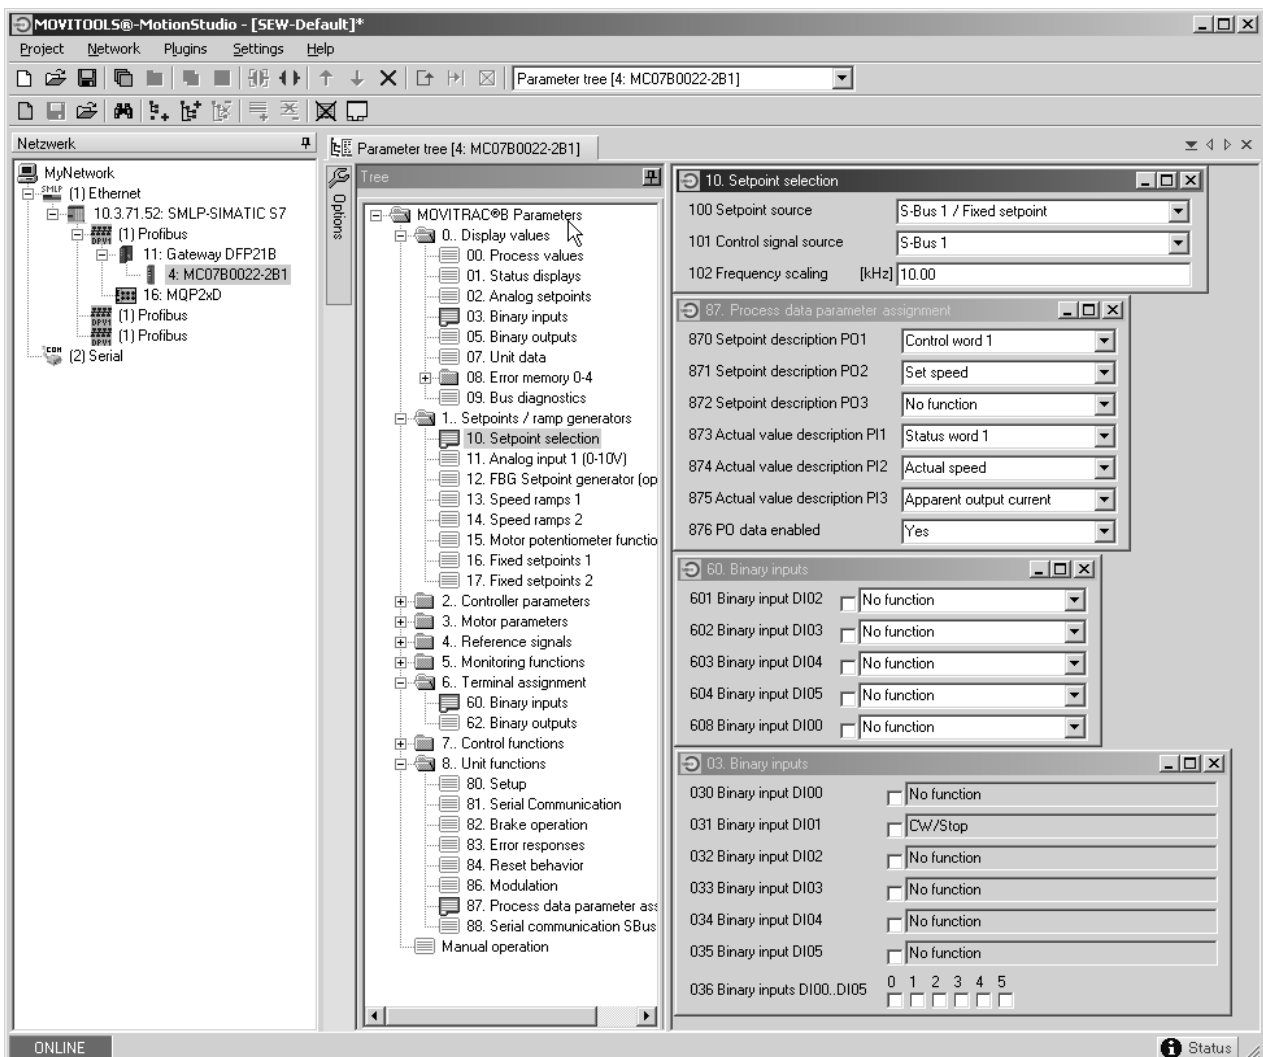 MOVITOOLS®-MotionStudio - [SEW-Default]*
Project Network Plugins Settings Help
Parameter tree [4: MC07B0022-2B1]
Netzwerk
MyNetwork
SMLP (1) Ethernet
10.3.71.52: SMLP-SIMATIC S7
DPV1 (1) Profibus
11: Gateway DFP21B
4: MC07B0022-2B1
16: MQP2xD
DPV1 (1) Profibus
DPV1 (1) Profibus
COM (2) Serial
Parameter tree [4: MC07B0022-2B1]
Options
Tree
MOVITRAC®B Parameters
0.. Display values
00. Process values
01. Status displays
02. Analog setpoints
03. Binary inputs
05. Binary outputs
07. Unit data
08. Error memory 0-4
09. Bus diagnostics
1.. Setpoints / ramp generators
10. Setpoint selection
11. Analog input 1 (0-10V)
12. FBG Setpoint generator (op
13. Speed ramps 1
14. Speed ramps 2
15. Motor potentiometer functio
16. Fixed setpoints 1
17. Fixed setpoints 2
2.. Controller parameters
3.. Motor parameters
4.. Reference signals
5.. Monitoring functions
6.. Terminal assignment
60. Binary inputs
62. Binary outputs
7.. Control functions
8.. Unit functions
80. Setup
81. Serial Communication
82. Brake operation
83. Error responses
84. Reset behavior
86. Modulation
87. Process data parameter ass
88. Serial communication SBus
Manual operation
10. Setpoint selection
100 Setpoint source S-Bus 1 / Fixed setpoint
101 Control signal source S-Bus 1
102 Frequency scaling [kHz] 10.00
87. Process data parameter assignment
870 Setpoint description PO1 Control word 1
871 Setpoint description PO2 Set speed
872 Setpoint description PO3 No function
873 Actual value description PI1 Status word 1
874 Actual value description PI2 Actual speed
875 Actual value description PI3 Apparent output current
876 PO data enabled Yes
60. Binary inputs
601 Binary input DI02 No function
602 Binary input DI03 No function
603 Binary input DI04 No function
604 Binary input DI05 No function
608 Binary input DI00 No function
03. Binary inputs
030 Binary input DI00 No function
031 Binary input DI01 CW/Stop
032 Binary input DI02 No function
033 Binary input DI03 No function
034 Binary input DI04 No function
035 Binary input DI05 No function
036 Binary inputs DI00..DI05 0 1 2 3 4 5
ONLINE
Status